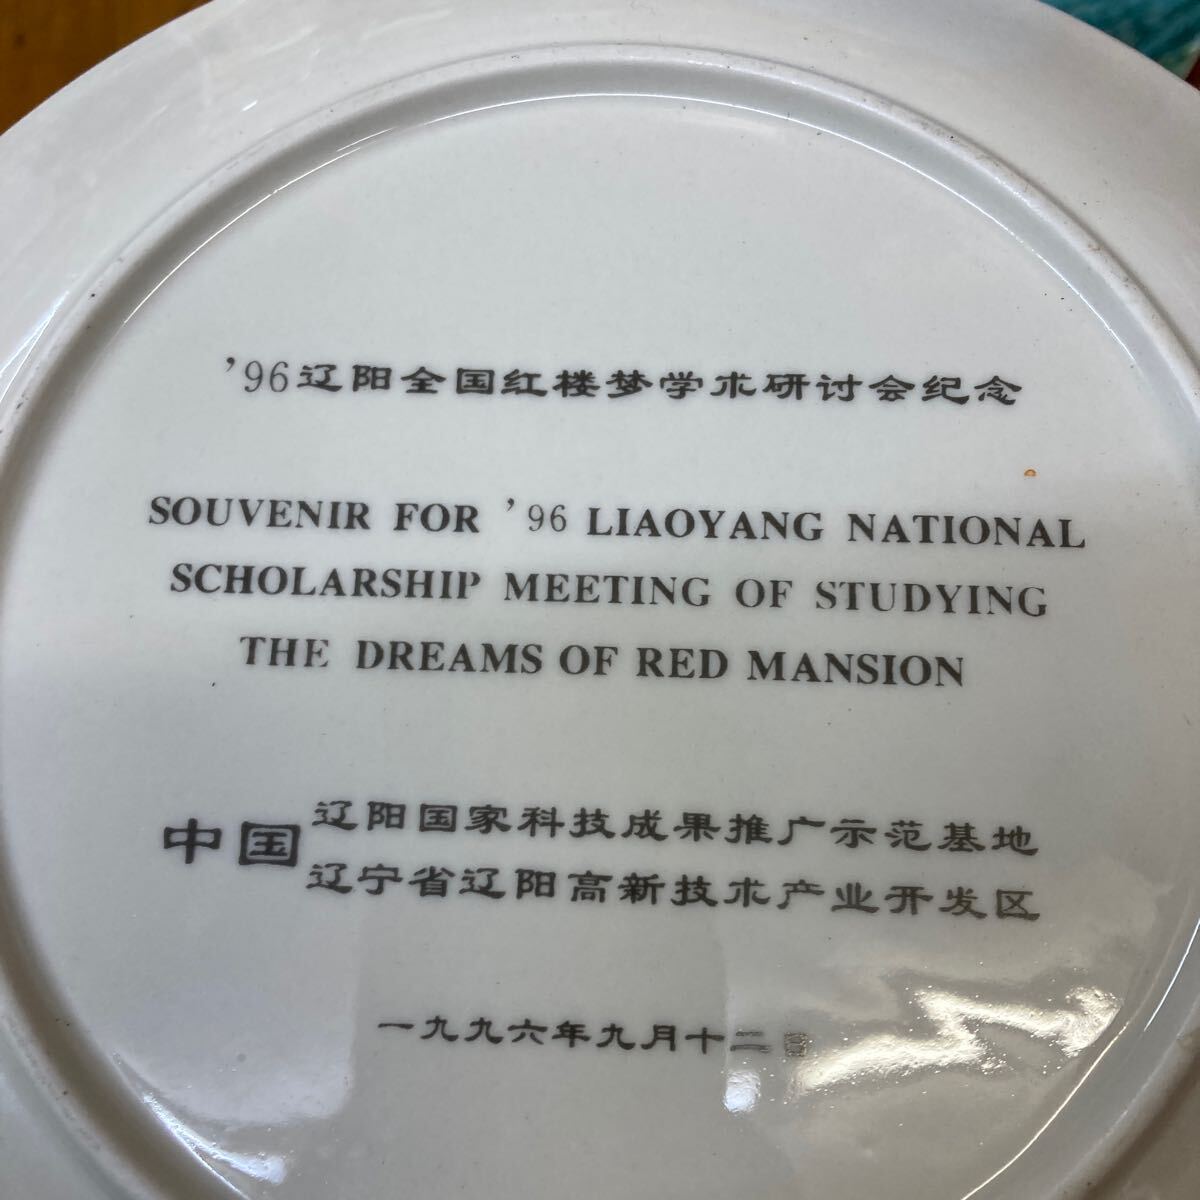 ’96辽阳全国红楼梦学术研讨会纪念
SOUVENIR FOR ’96 LIAOYANG NATIONAL
SCHOLARSHIP MEETING OF STUDYING
THE DREAMS OF RED MANSION
中国
辽阳国家科技成果推广示范基地
辽宁省辽阳高新技术产业开发区
一九九六年九月十二日